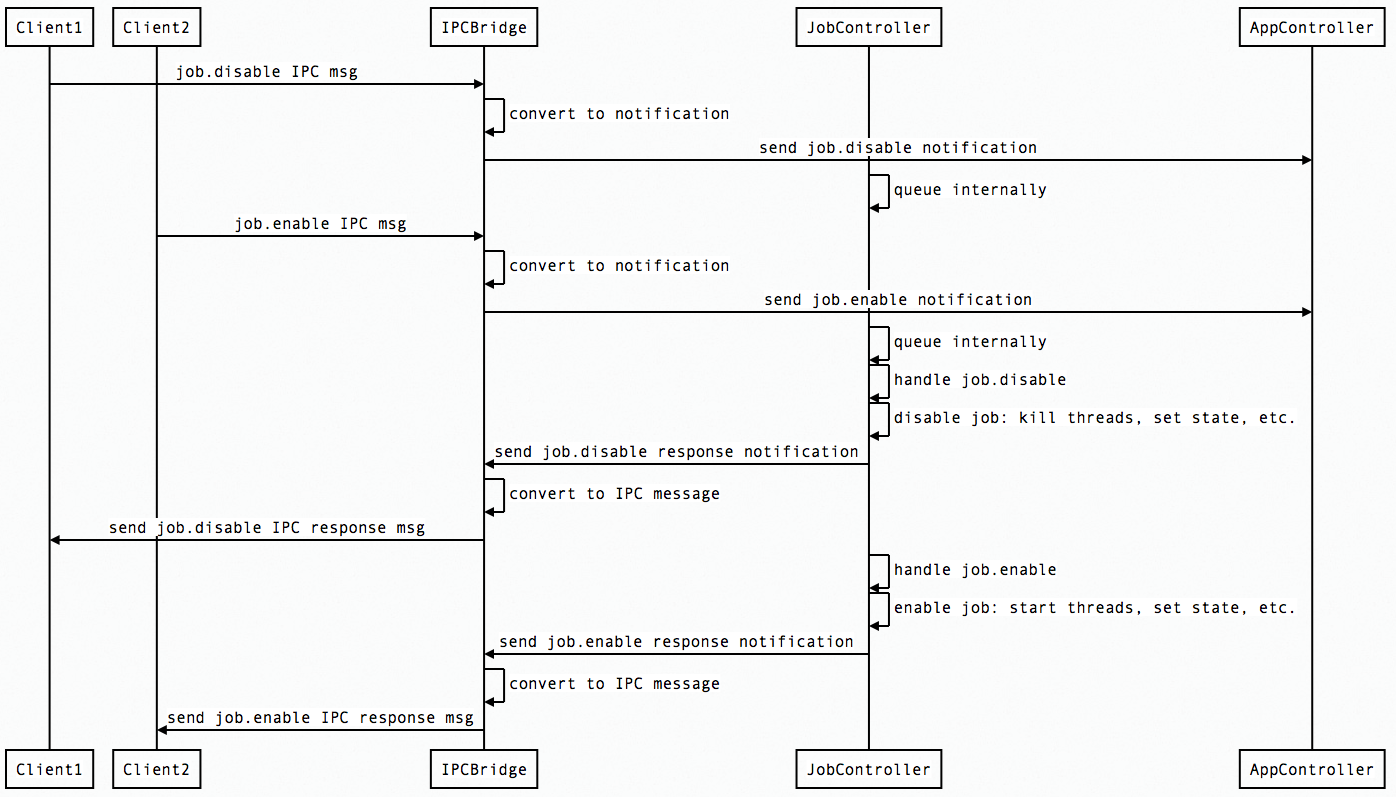 Client1
Client2
IPCBridge
JobController
AppController
job.disable IPC msg
convert to notification
send job.disable notification
queue internally
job.enable IPC msg
convert to notification
send job.enable notification
queue internally
handle job.disable
disable job: kill threads, set state, etc.
send job.disable response notification
convert to IPC message
send job.disable IPC response msg
handle job.enable
enable job: start threads, set state, etc.
send job.enable response notification
convert to IPC message
send job.enable IPC response msg
Client1
Client2
IPCBridge
JobController
AppController